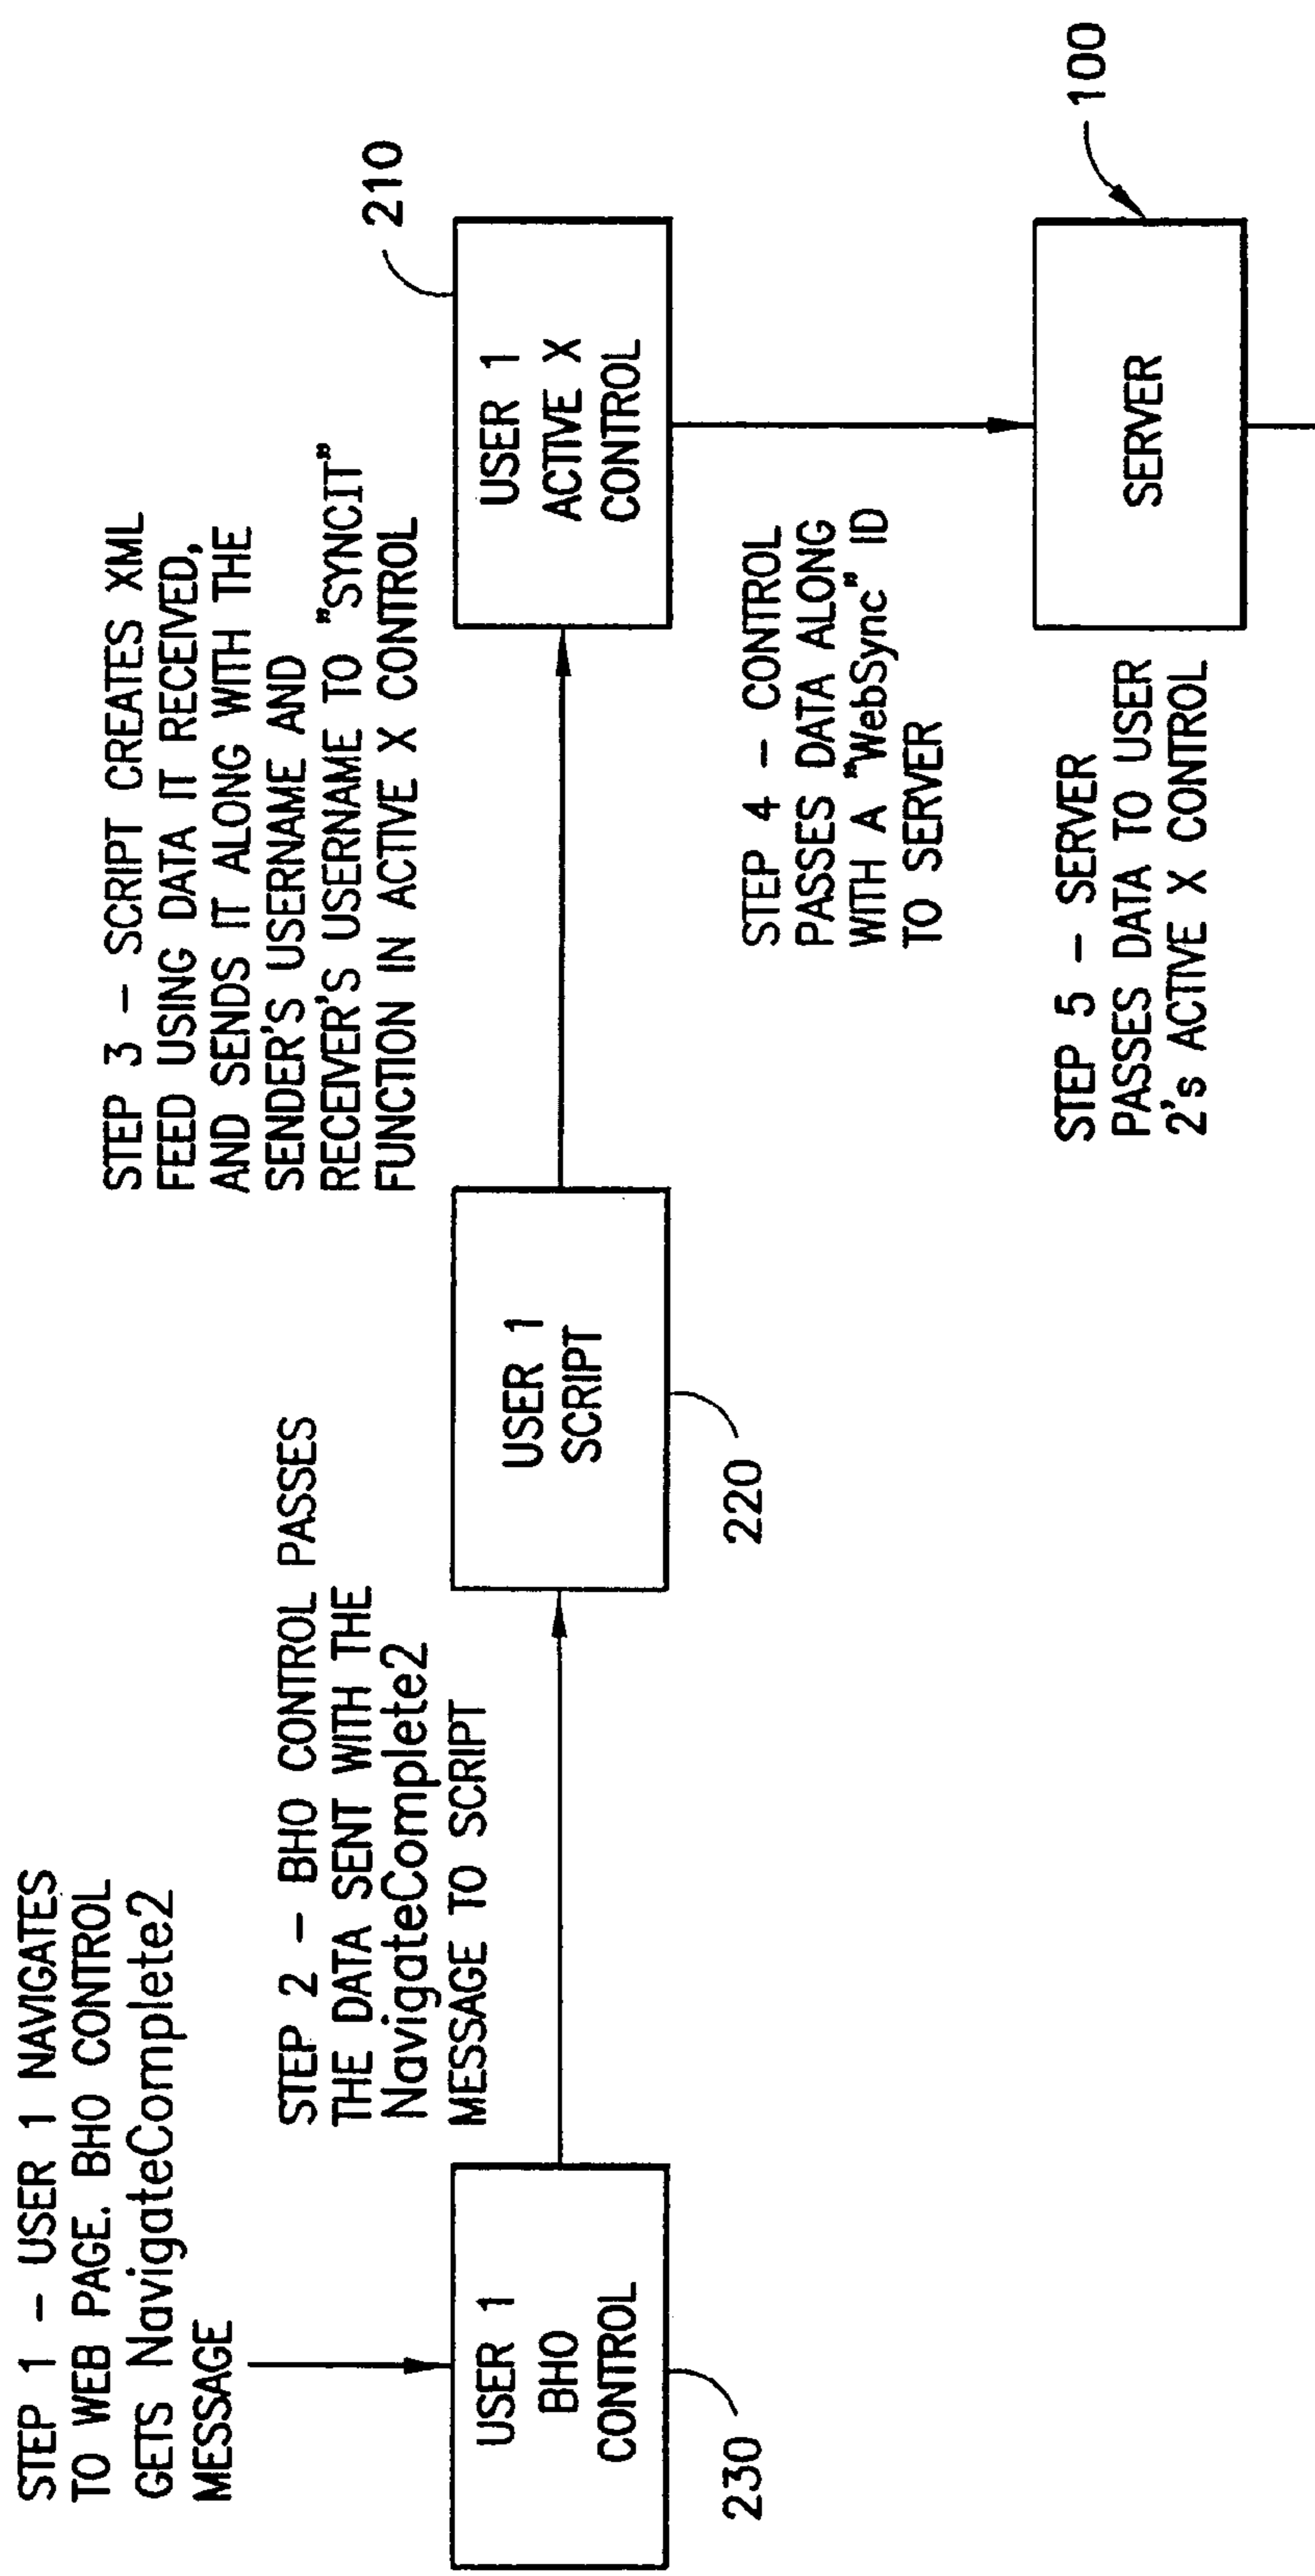 STEP 1 – USER 1 NAVIGATES
TO WEB PAGE. BHO CONTROL
GETS NavigateComplete2
MESSAGE
USER 1
BHO
CONTROL
230
STEP 2 – BHO CONTROL PASSES
THE DATA SENT WITH THE
NavigateComplete2
MESSAGE TO SCRIPT
USER 1
SCRIPT
220
STEP 3 – SCRIPT CREATES XML
FEED USING DATA IT RECEIVED,
AND SENDS IT ALONG WITH THE
SENDER'S USERNAME AND
RECEIVER'S USERNAME TO "SYNCIT"
FUNCTION IN ACTIVE X CONTROL
210
USER 1
ACTIVE X
CONTROL
STEP 4 – CONTROL
PASSES DATA ALONG
WITH A "WebSync" ID
TO SERVER
100
SERVER
STEP 5 – SERVER
PASSES DATA TO USER
2's ACTIVE X CONTROL